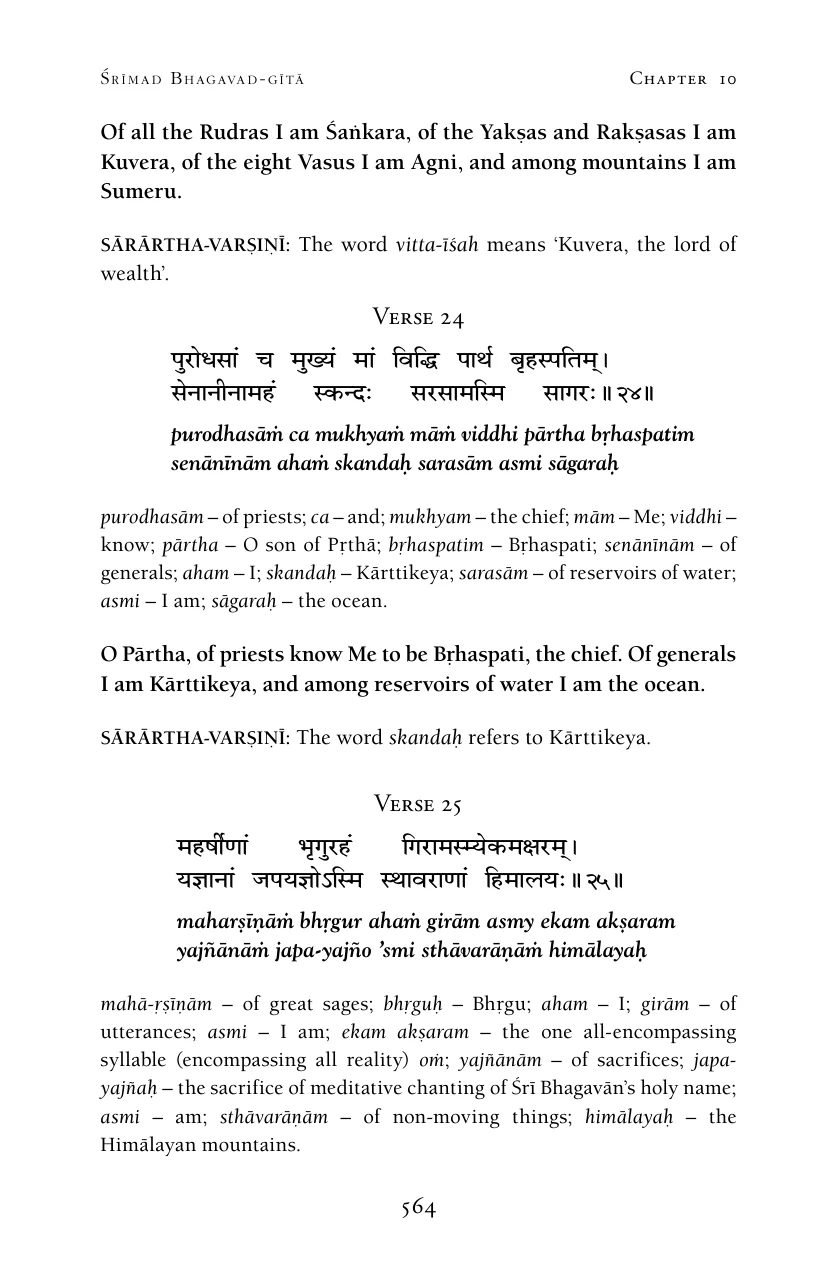 Śrīmad Bhagavad-gītā Chapter 10
Of all the Rudras I am Śaṅkara, of the Yakṣas and Rakṣasas I am
Kuvera, of the eight Vasus I am Agni, and among mountains I am
Sumeru.
SĀRĀRTHA-VARṢIṆĪ: The word vitta-īśah means ‘Kuvera, the lord of
wealth’.
Verse 24
पुरोधसां च मुख्यं मां विद्धि पार्थ बृहस्पतिम्।
सेनानीनामहं स्कन्दः सरसामस्मि सागरः॥२४॥
purodhasāṁ ca mukhyaṁ māṁ viddhi pārtha bṛhaspatim
senānīnām ahaṁ skandaḥ sarasām asmi sāgaraḥ
purodhasām – of priests; ca – and; mukhyam – the chief; mām – Me; viddhi –
know; pārtha – O son of Pṛthā; bṛhaspatim – Bṛhaspati; senānīnām – of
generals; aham – I; skandaḥ – Kārttikeya; sarasām – of reservoirs of water;
asmi – I am; sāgaraḥ – the ocean.
O Pārtha, of priests know Me to be Bṛhaspati, the chief. Of generals
I am Kārttikeya, and among reservoirs of water I am the ocean.
SĀRĀRTHA-VARṢIṆĪ: The word skandaḥ refers to Kārttikeya.
Verse 25
महर्षीणां भृगुरहं गिरामस्म्येकमक्षरम्।
यज्ञानां जपयज्ञोऽस्मि स्थावराणां हिमालयः॥२५॥
maharṣīṇāṁ bhṛgur ahaṁ girām asmy ekam akṣaram
yajñānāṁ japa-yajño ’smi sthāvarāṇāṁ himālayaḥ
mahā-ṛṣīṇām – of great sages; bhṛguḥ – Bhṛgu; aham – I; girām – of
utterances; asmi – I am; ekam akṣaram – the one all-encompassing
syllable (encompassing all reality) oṁ; yajñānām – of sacrifices; japa-
yajñaḥ – the sacrifice of meditative chanting of Śrī Bhagavān’s holy name;
asmi – am; sthāvarāṇām – of non-moving things; himālayaḥ – the
Himālayan mountains.
564